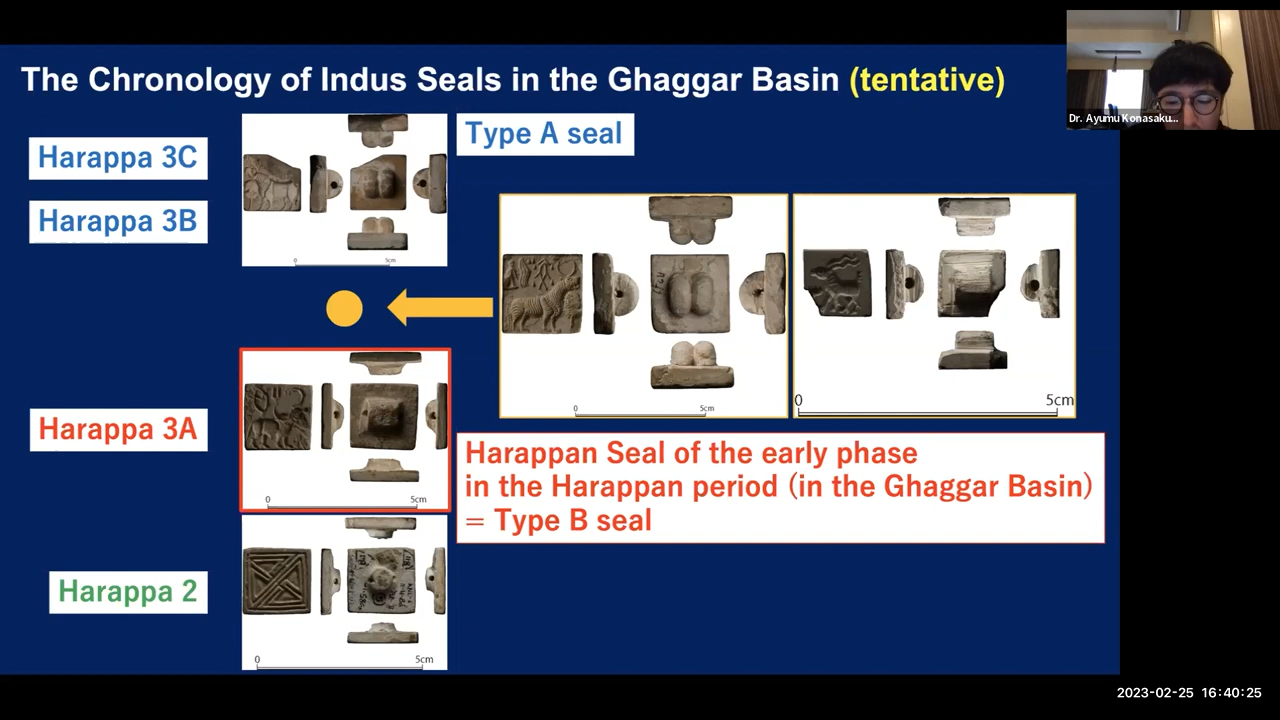 The Chronology of Indus Seals in the Ghaggar Basin (tentative)
Dr. Ayumu Konasaku...
Type A seal
Harappa 3C
Harappa 3B
0 5cm
0 5cm
0 5cm
Harappa 3A
0 5cm
Harappan Seal of the early phase
in the Harappan period (in the Ghaggar Basin)
= Type B seal
Harappa 2
0 5cm
2023-02-25 16:40:25